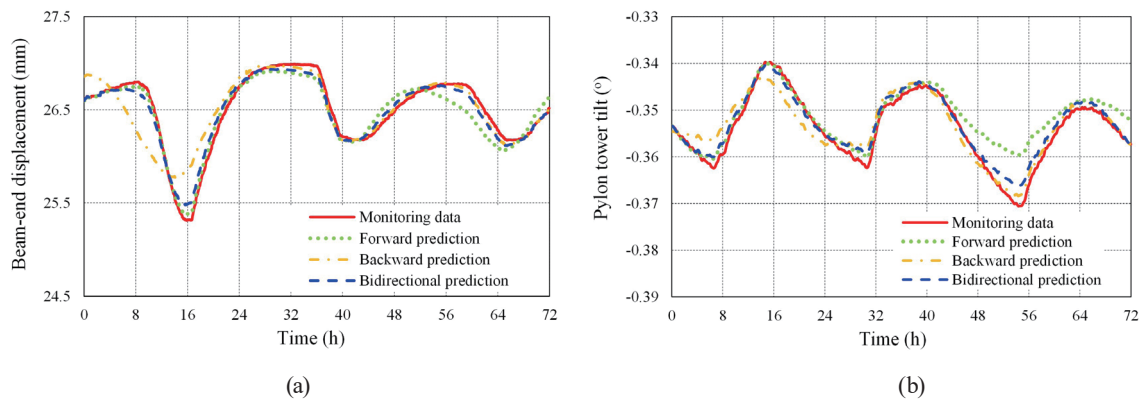 27.5
26.5
25.5
24.5
Beam-end displacement (mm)
Monitoring data
Forward prediction
Backward prediction
Bidirectional prediction
0 8 16 24 32 40 48 56 64 72
Time (h)
(a)
-0.33
-0.34
-0.35
-0.36
-0.37
-0.38
-0.39
Pylon tower tilt (°)
Monitoring data
Forward prediction
Backward prediction
Bidirectional prediction
0 8 16 24 32 40 48 56 64 72
Time (h)
(b)